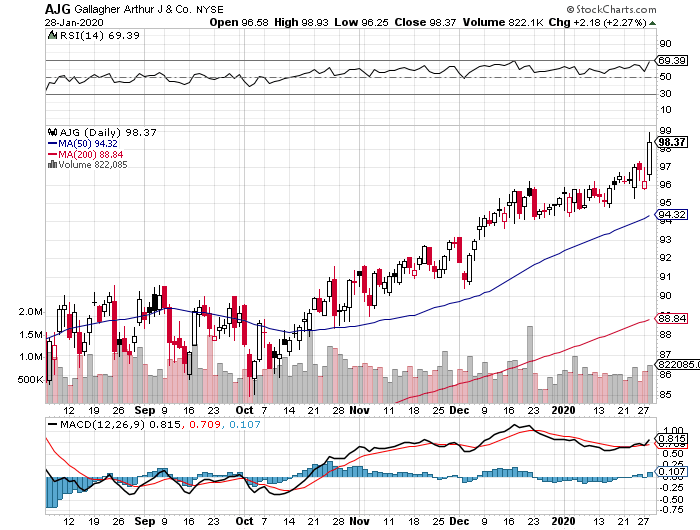 AJG Gallagher Arthur J & Co. NYSE © StockCharts.com
28-Jan-2020 Open 96.58 High 98.93 Low 96.25 Close 98.37 Volume 822.1K Chg +2.18 (+2.27%)
RSI(14) 69.39
90
69.39
50
30
10
AJG (Daily) 98.37
MA(50) 94.32
MA(200) 88.84
Volume 822,085
99
98.37
97
96
95
94.32
93
92
91
90
89
88.84
88
87
86
85
822085.0
2.0M
1.5M
1.0M
500K
12 19 26 Sep 9 16 23 Oct 7 14 21 28 Nov 11 18 25 Dec 9 16 23 2020 13 21 27
MACD(12,26,9) 0.815, 0.709, 0.107
1.00
0.815
0.50
0.25
0.107
-0.25
-0.50
-0.75
12 19 26 Sep 9 16 23 Oct 7 14 21 28 Nov 11 18 25 Dec 9 16 23 2020 13 21 27